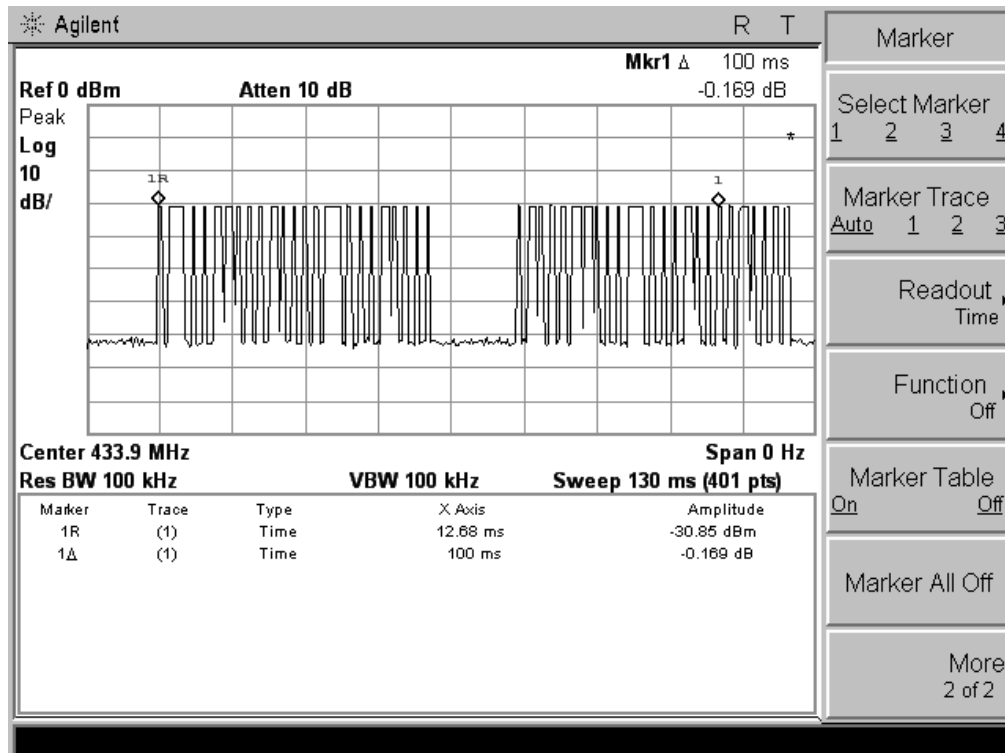 Agilent R T
Mkr1 Δ 100 ms
Ref 0 dBm Atten 10 dB -0.169 dB
Peak
Log
10
dB/
1R
1
*
Center 433.9 MHz Span 0 Hz
Res BW 100 kHz VBW 100 kHz Sweep 130 ms (401 pts)
Marker Trace Type X Axis Amplitude
1R (1) Time 12.68 ms -30.85 dBm
1Δ (1) Time 100 ms -0.169 dB
Marker
Select Marker
1 2 3 4
Marker Trace
Auto 1 2 3
Readout
Time
Function
Off
Marker Table
On Off
Marker All Off
More
2 of 2